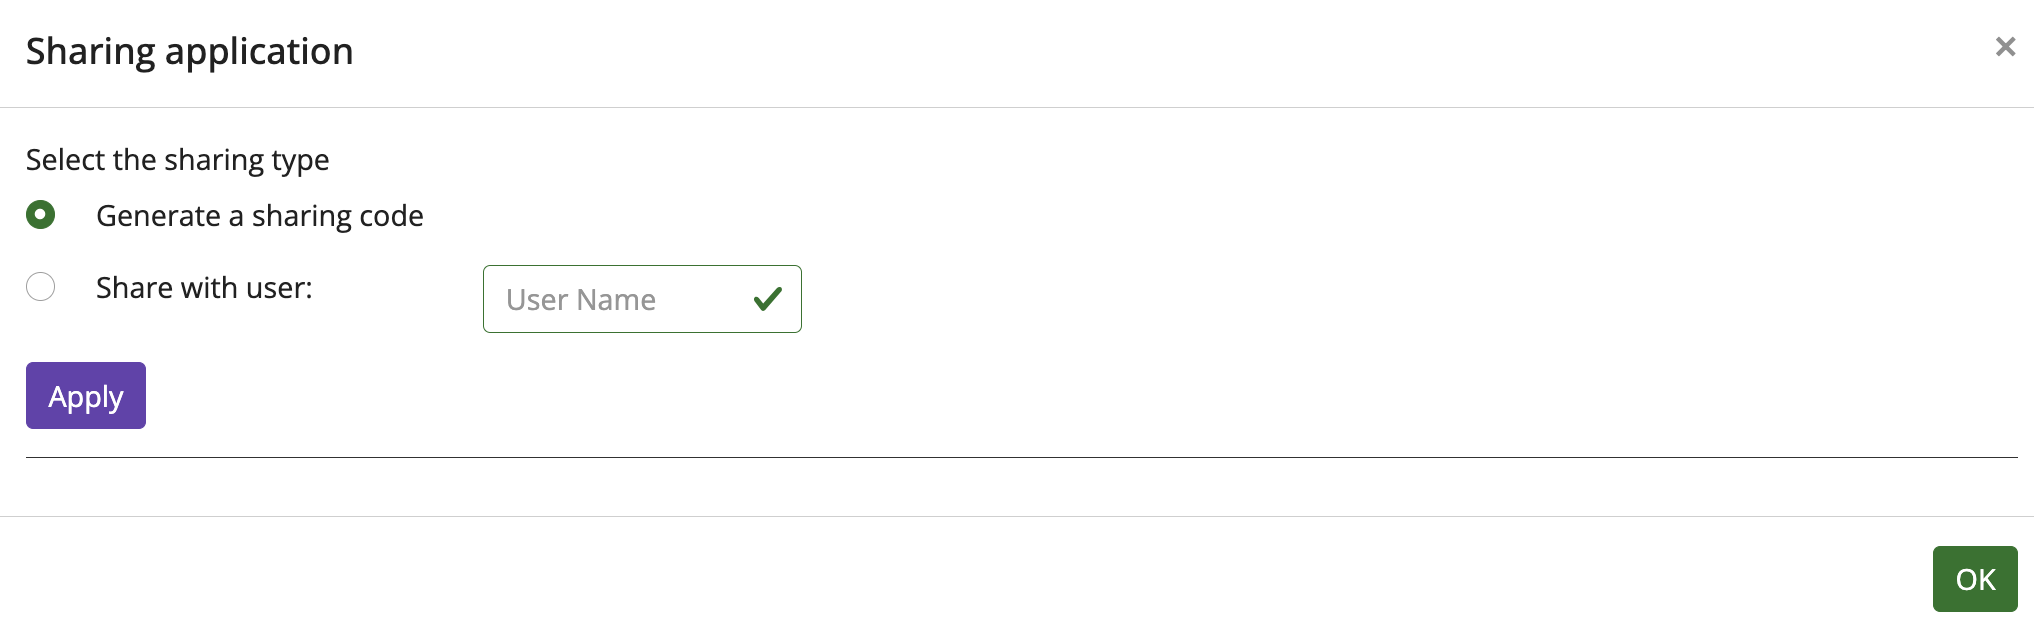 Sharing application
Select the sharing type
Generate a sharing code
Share with user:
User Name
Apply
OK